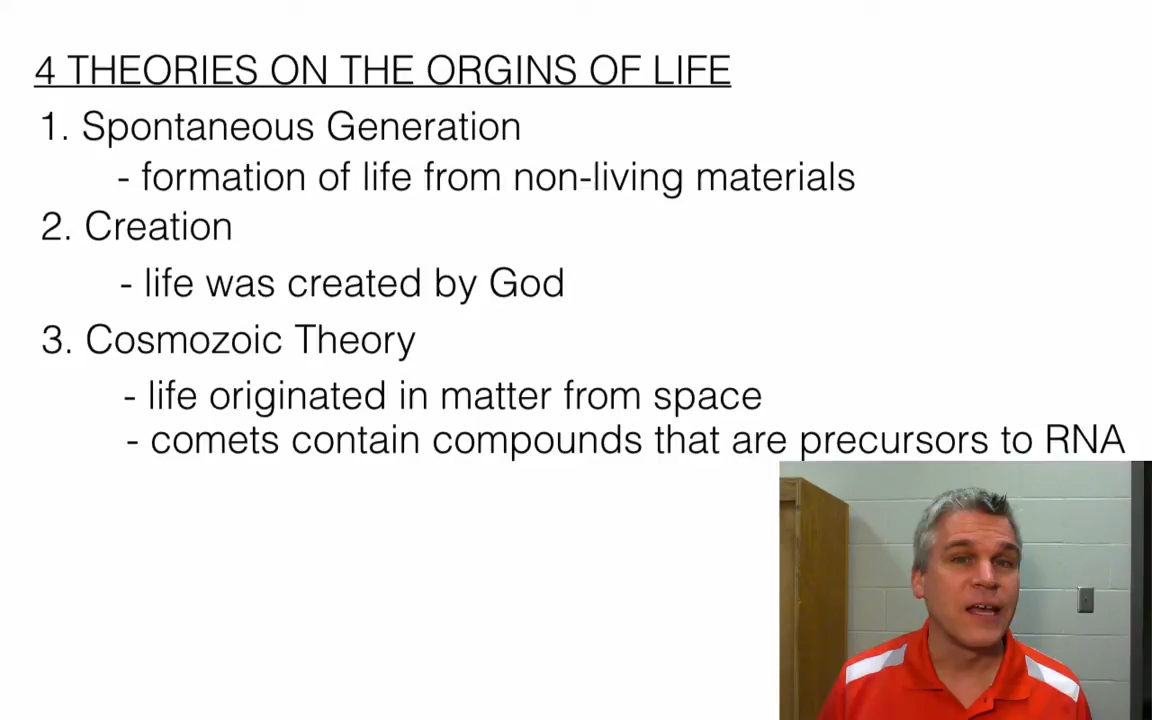 4 THEORIES ON THE ORGINS OF LIFE
1. Spontaneous Generation
- formation of life from non-living materials
2. Creation
- life was created by God
3. Cosmozoic Theory
- life originated in matter from space
- comets contain compounds that are precursors to RNA